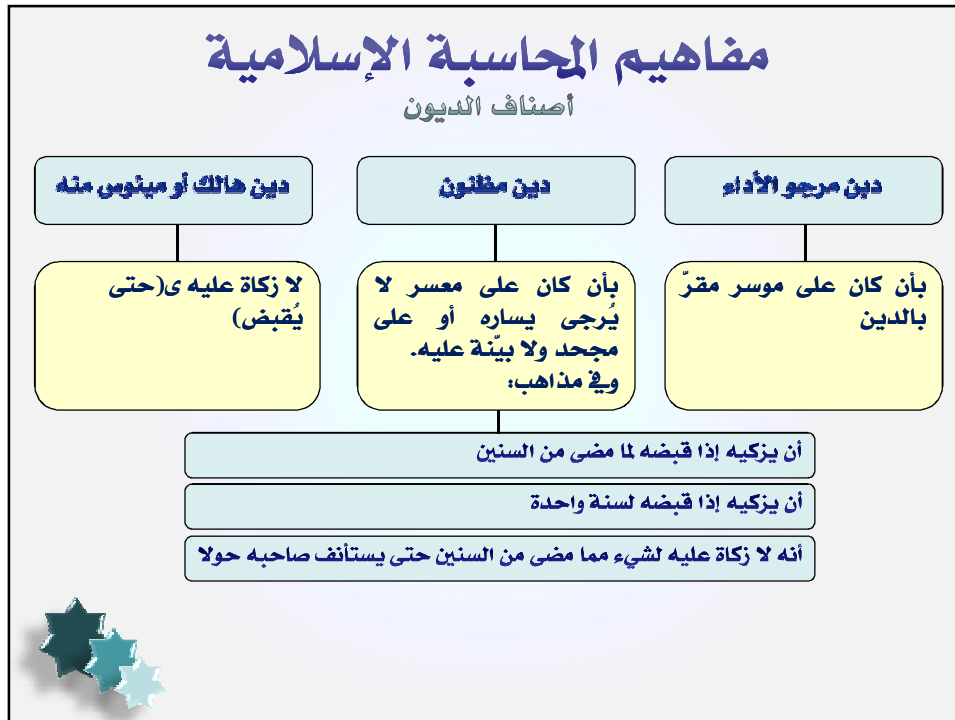 مفاهيم المحاسبة الإسلامية
أصناف الديون
دين مرجو الأداء
بأن كان على موسر مقرّ
بالدين
دين مظنون
بأن كان على معسر لا
يُرجى يساره أو على
مجحد ولا بيّنة عليه.
وفي مذاهب:
دين هالك أو ميئوس منه
لا زكاة عليه ى(حتى
يُقبض)
أن يزكيه إذا قبضه لما مضى من السنين
أن يزكيه إذا قبضه لسنة واحدة
أنه لا زكاة عليه لشيء مما مضى من السنين حتى يستأنف صاحبه حولا